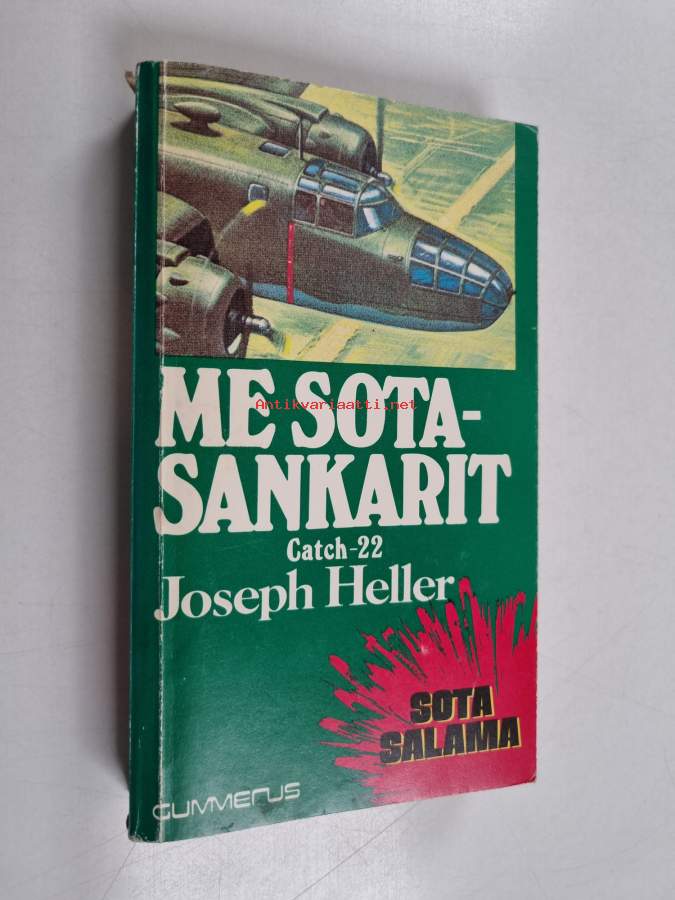 ME SOTA-
Antikvariaatti.net
SANKARIT
Catch-22
Joseph Heller
SOTA
SALAMA
GUMMERUS